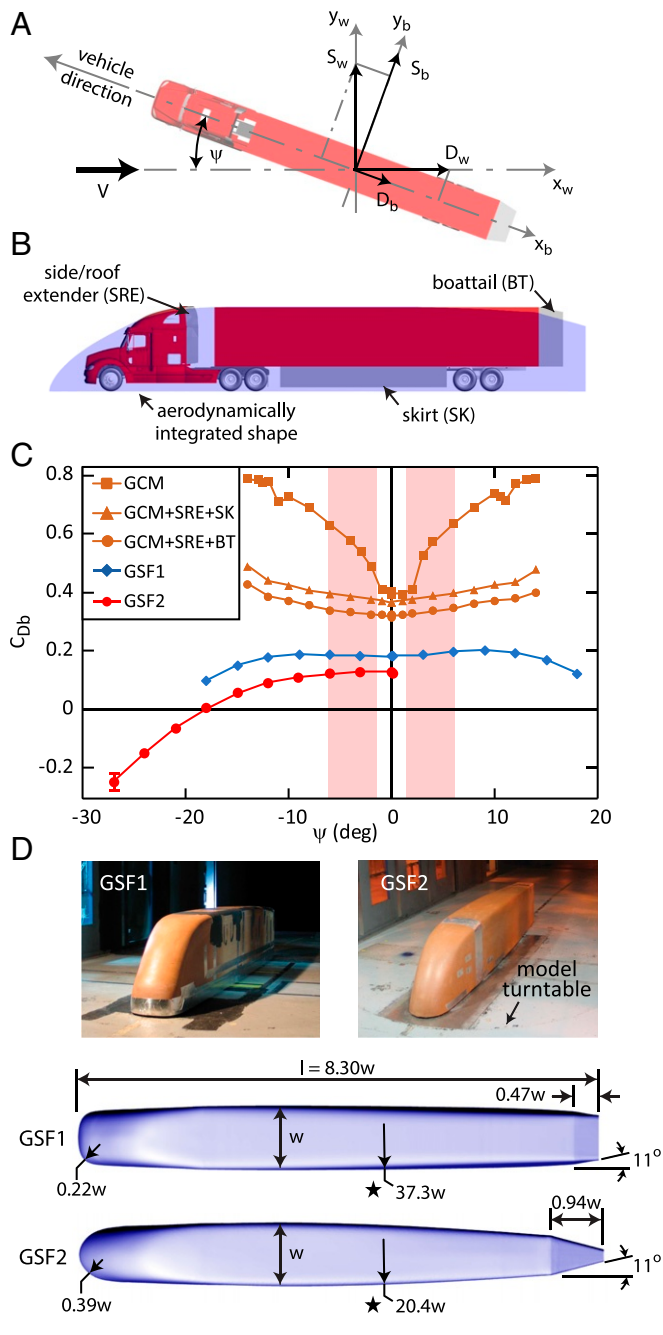 A
vehicle
direction
V
ψ
y_w
y_b
S_w
S_b
D_w
x_w
D_b
x_b
B
side/roof
extender (SRE)
boattail (BT)
aerodynamically
integrated shape
skirt (SK)
C
GCM
GCM+SRE+SK
GCM+SRE+BT
GSF1
GSF2
0.8
0.6
0.4
0.2
0
-0.2
C_Db
-30
-20
-10
0
10
20
ψ (deg)
D
GSF1
GSF2
model
turntable
l = 8.30w
0.47w
GSF1
w
11°
0.22w
★ 37.3w
0.94w
GSF2
w
11°
0.39w
★ 20.4w